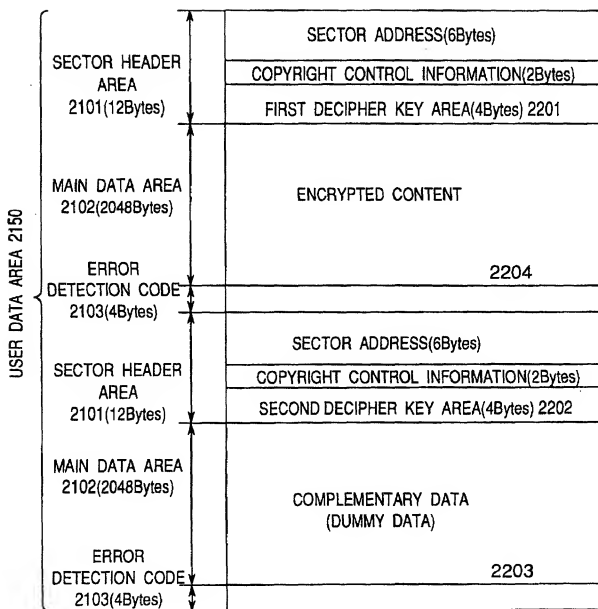 USER DATA AREA 2150
SECTOR HEADER
AREA
2101(12Bytes)
SECTOR ADDRESS(6Bytes)
COPYRIGHT CONTROL INFORMATION(2Bytes)
FIRST DECIPHER KEY AREA(4Bytes) 2201
MAIN DATA AREA
2102(2048Bytes)
ENCRYPTED CONTENT
2204
ERROR
DETECTION CODE
2103(4Bytes)
SECTOR HEADER
AREA
2101(12Bytes)
SECTOR ADDRESS(6Bytes)
COPYRIGHT CONTROL INFORMATION(2Bytes)
SECOND DECIPHER KEY AREA(4Bytes) 2202
MAIN DATA AREA
2102(2048Bytes)
COMPLEMENTARY DATA
(DUMMY DATA)
2203
ERROR
DETECTION CODE
2103(4Bytes)